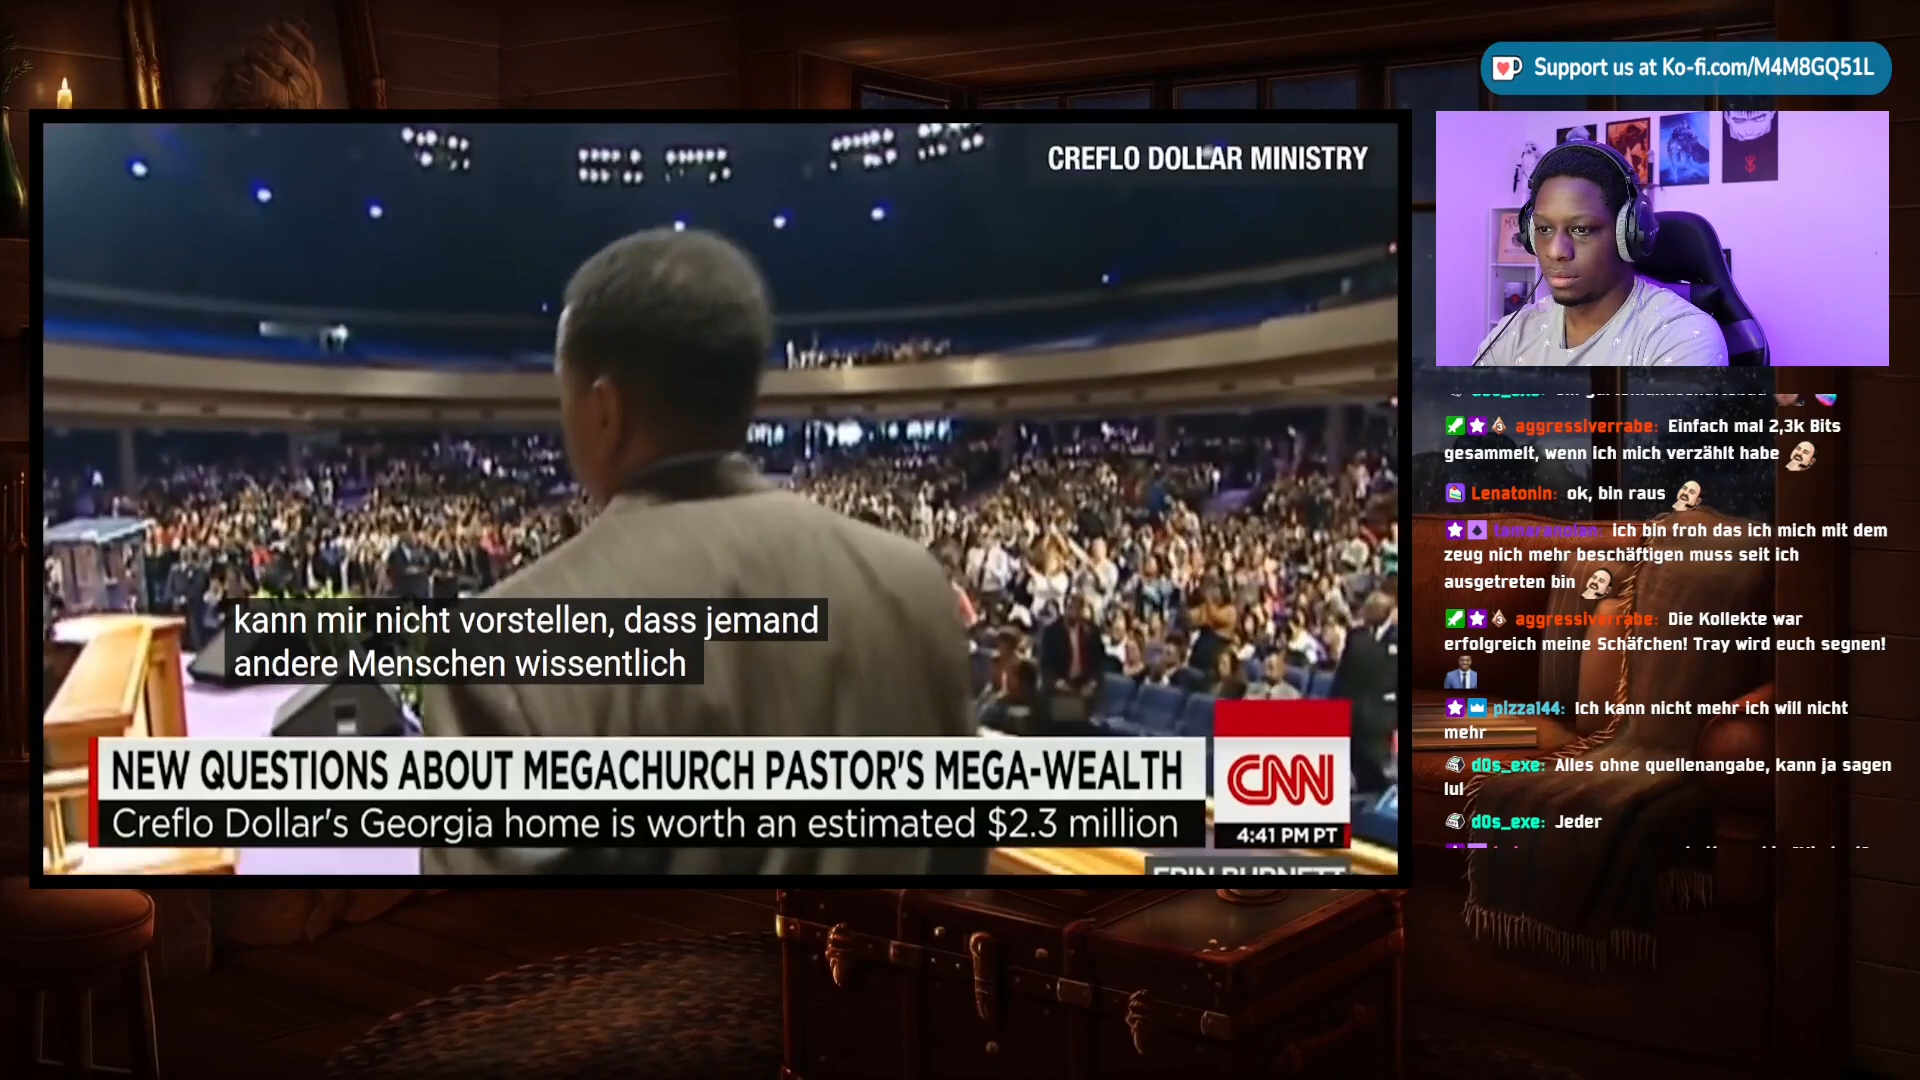 Support us at Ko-fi.com/M4M8GQ51L
CREFLO DOLLAR MINISTRY
kann mir nicht vorstellen, dass jemand
andere Menschen wissentlich
NEW QUESTIONS ABOUT MEGACHURCH PASTOR'S MEGA-WEALTH
Creflo Dollar's Georgia home is worth an estimated $2.3 million
CNN
4:41 PM PT
ERIN BURNETT
aggressiverrabe: Einfach mal 2,3k Bits
gesammelt, wenn ich mich verzählt habe
LenatonIn: ok, bin raus
ich bin froh das ich mich mit dem
zeug nich mehr beschäftigen muss seit ich
ausgetreten bin
aggressiverrabe: Die Kollekte war
erfolgreich meine Schäfchen! Tray wird euch segnen!
pizza144: Ich kann nicht mehr ich will nicht
mehr
d0s_exe: Alles ohne quellenangabe, kann ja sagen
lul
d0s_exe: Jeder